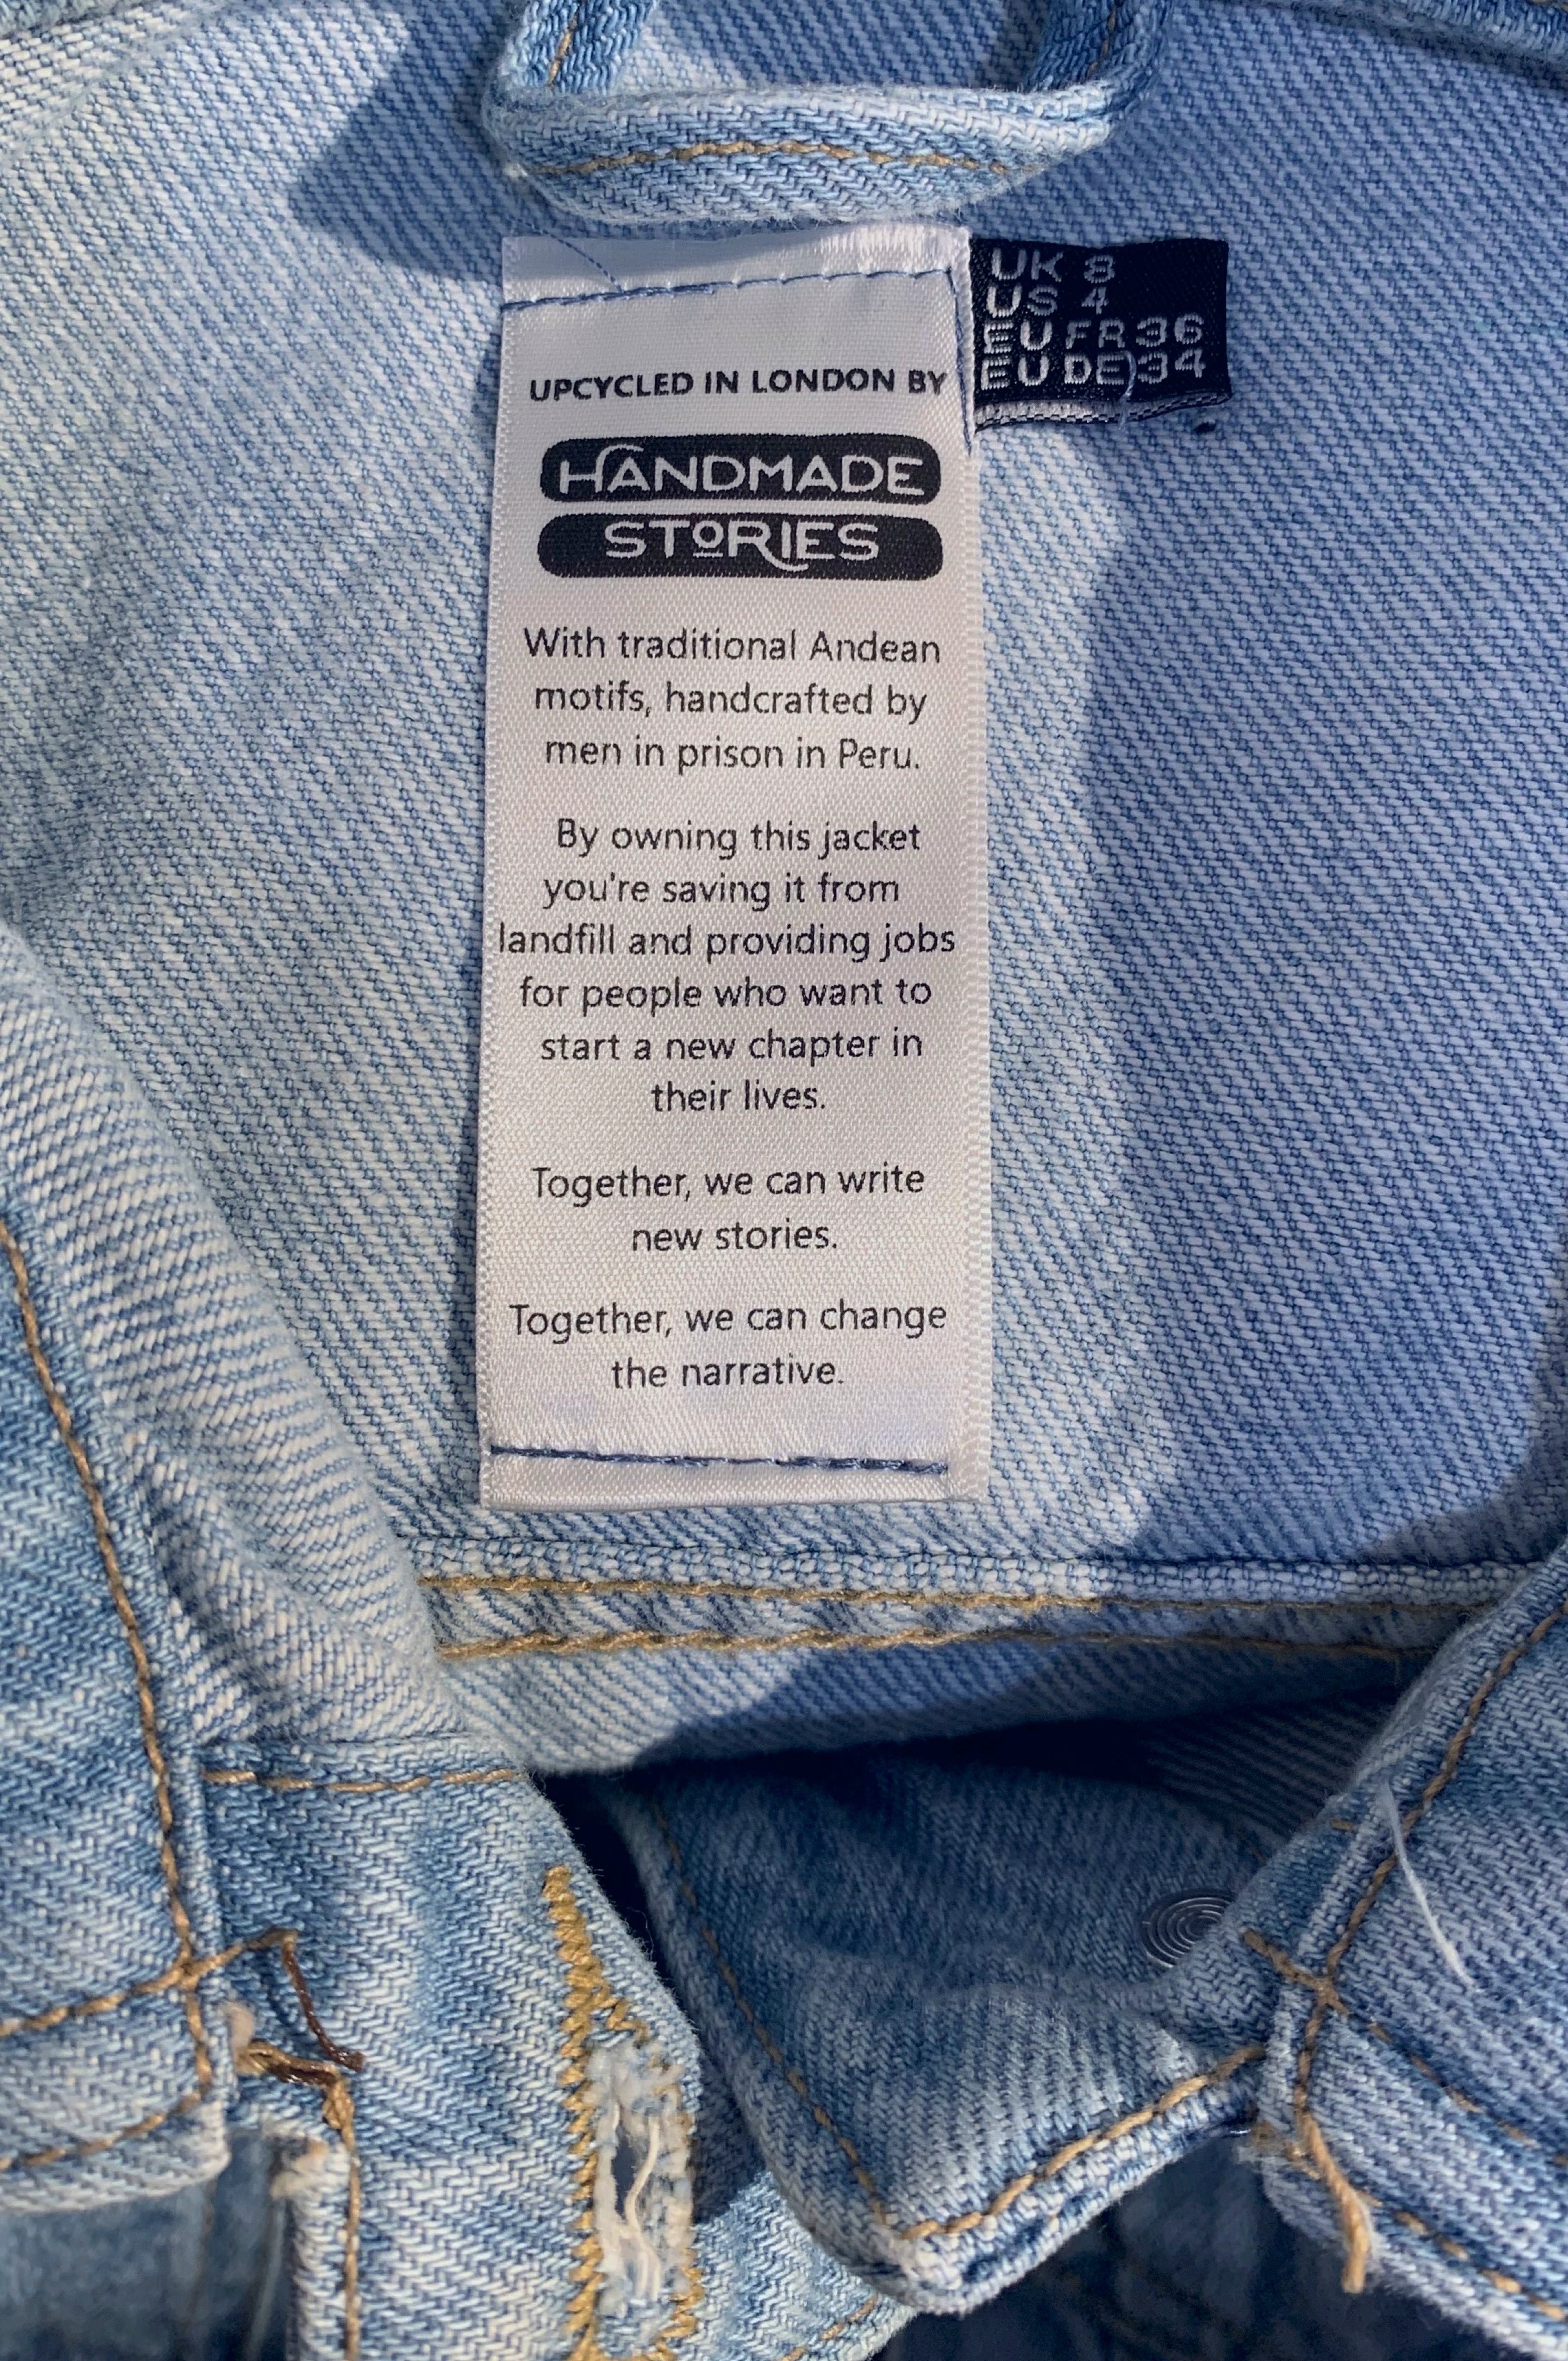 UPCYCLED IN LONDON BY
HANDMADE
STORIES
With traditional Andean
motifs, handcrafted by
men in prison in Peru.
By owning this jacket
you're saving it from
landfill and providing jobs
for people who want to
start a new chapter in
their lives.
Together, we can write
new stories.
Together, we can change
the narrative.
UK 8
US 4
EU FR 36
EU DE 34